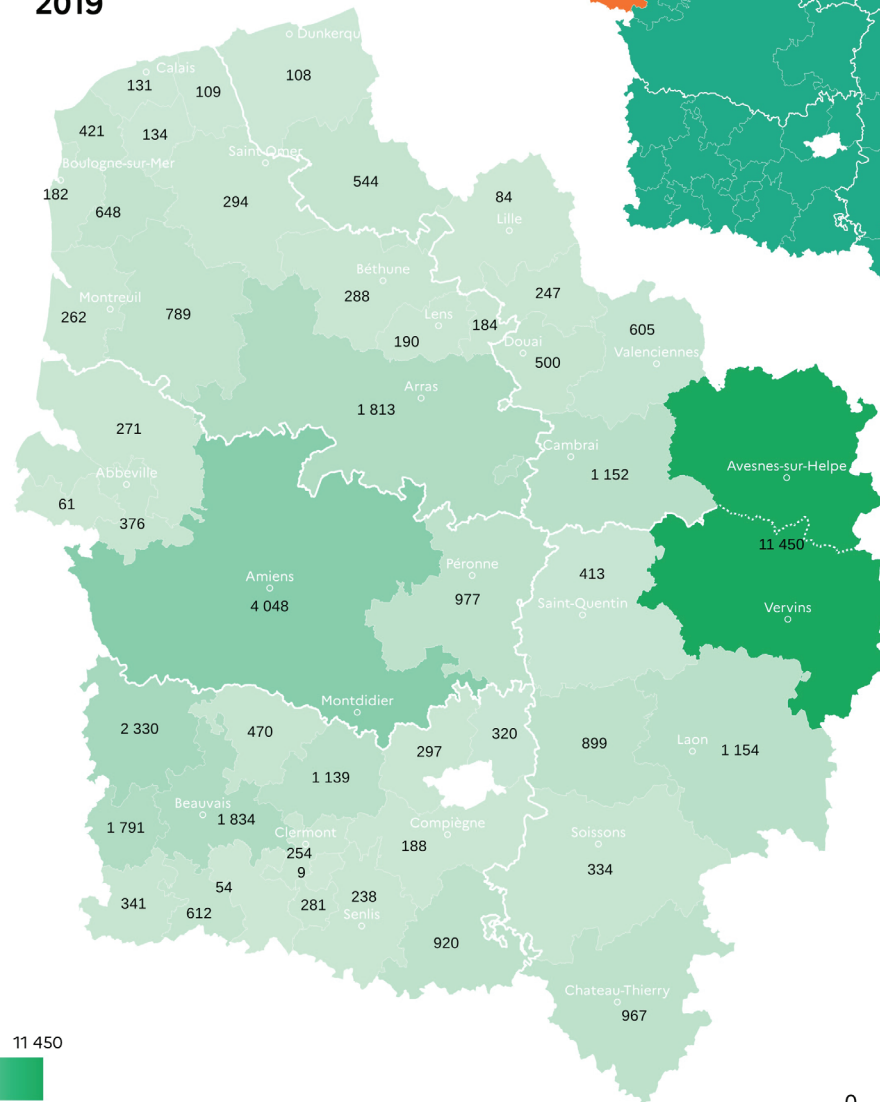 2019
Dunkerqu
Calais
108
131
109
421
134
Saint-Omer
Boulogne-sur-Mer
544
182
294
84
648
Lille
Béthune
247
Montreuil
288
262
789
Lens
184
605
190
Douai
Valenciennes
500
Arras
1 813
271
Cambrai
Abbeville
1 152
Avesnes-sur-Helpe
61
376
11 450
Péronne
413
Amiens
977
Saint-Quentin
4 048
Vervins
Montdidier
2 330
470
320
297
899
Laon
1 154
1 139
Beauvais
1 834
1 791
Clermont
Compiègne
Soissons
254
188
9
334
54
238
341
612
281
Senlis
920
Chateau-Thierry
967
11 450
0